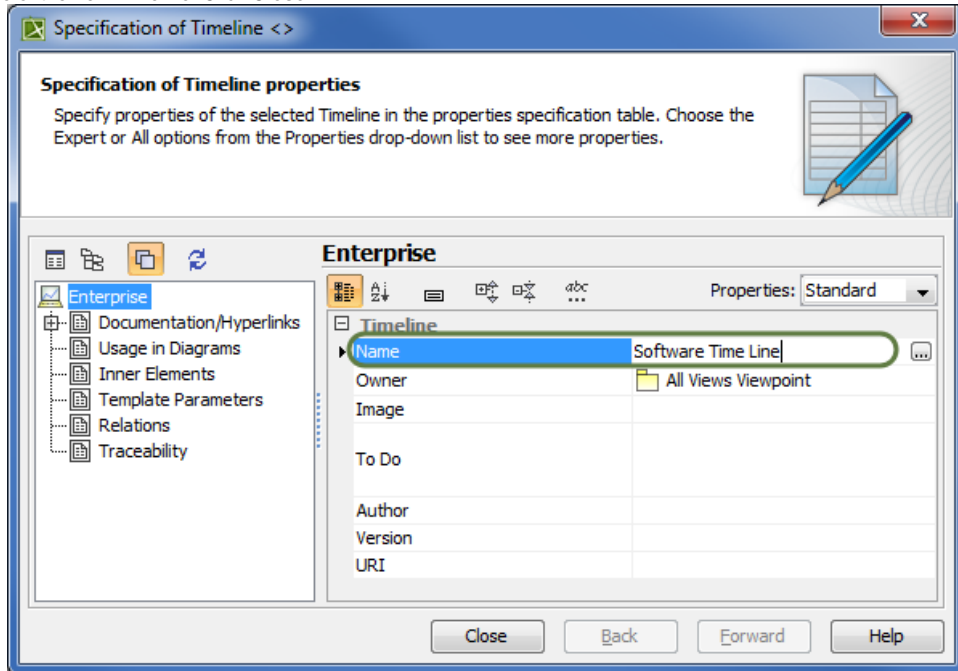 Specification of Timeline <>
Specification of Timeline properties
Specify properties of the selected Timeline in the properties specification table. Choose the
Expert or All options from the Properties drop-down list to see more properties.
Enterprise
Properties: Standard
Enterprise
Documentation/Hyperlinks
Usage in Diagrams
Inner Elements
Template Parameters
Relations
Traceability
Timeline
Name Software Time Line
Owner All Views Viewpoint
Image
To Do
Author
Version
URI
Close Back Forward Help